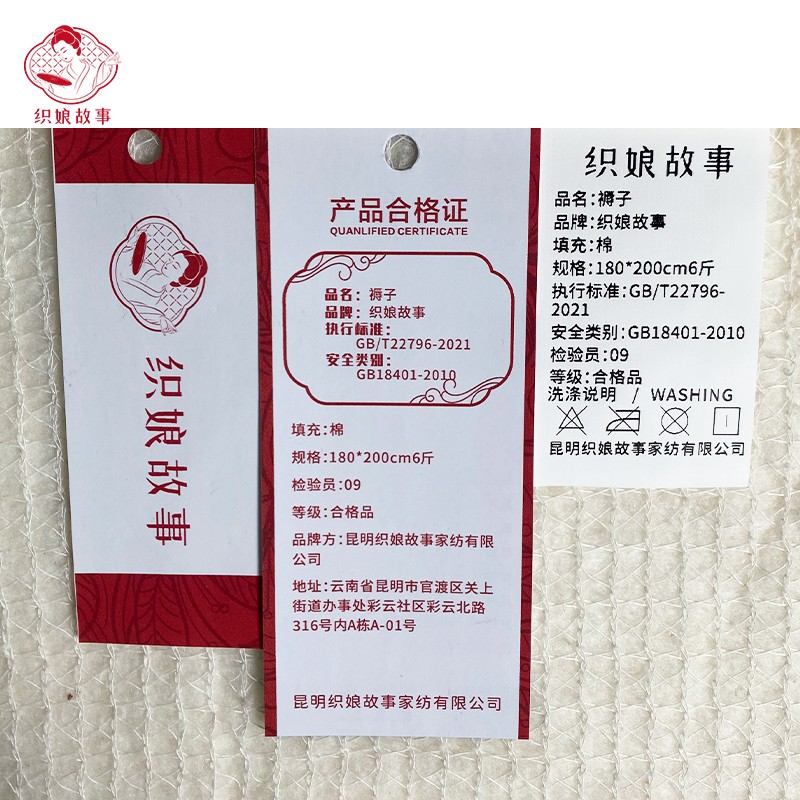 织娘故事
织娘故事
产品合格证
QUANLIFIED CERTIFICATE
品名：褥子
品牌：织娘故事
执行标准：
GB/T22796-2021
安全类别：
GB18401-2010
填充:棉
规格:180*200cm6斤
检验员:09
等级:合格品
品牌方:昆明织娘故事家纺有限
公司
地址:云南省昆明市官渡区关上
街道办事处彩云社区彩云北路
316号内A栋A-01号
昆明织娘故事家纺有限公司
织娘故事
品名:褥子
品牌:织娘故事
填充:棉
规格:180*200cm6斤
执行标准:GB/T22796-
2021
安全类别:GB18401-2010
检验员:09
等级:合格品
洗涤说明 / WASHING
昆明织娘故事家纺有限公司